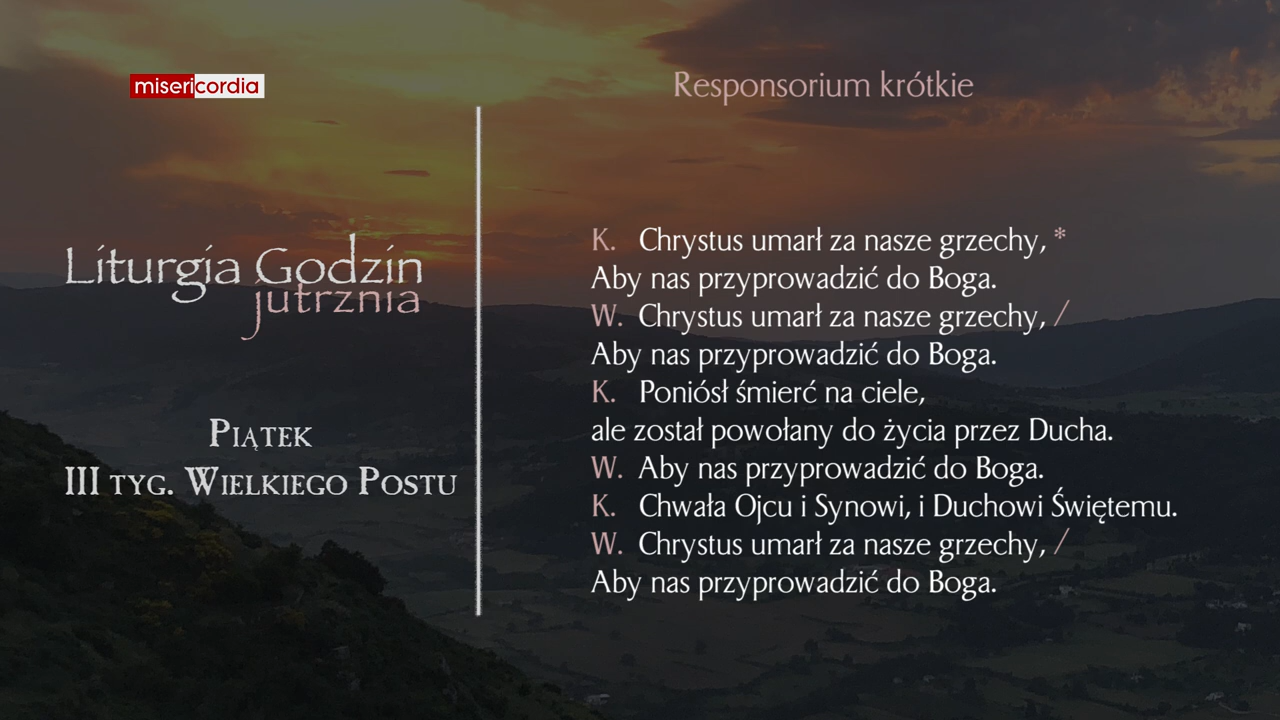 misericordia
Liturgia Godzin
jutrznia
Piątek
III tyg. Wielkiego Postu
Responsorium krótkie
K. Chrystus umarł za nasze grzechy, *
Aby nas przyprowadzić do Boga.
W. Chrystus umarł za nasze grzechy, /
Aby nas przyprowadzić do Boga.
K. Poniósł śmierć na ciele,
ale został powołany do życia przez Ducha.
W. Aby nas przyprowadzić do Boga.
K. Chwała Ojcu i Synowi, i Duchowi Świętemu.
W. Chrystus umarł za nasze grzechy, /
Aby nas przyprowadzić do Boga.